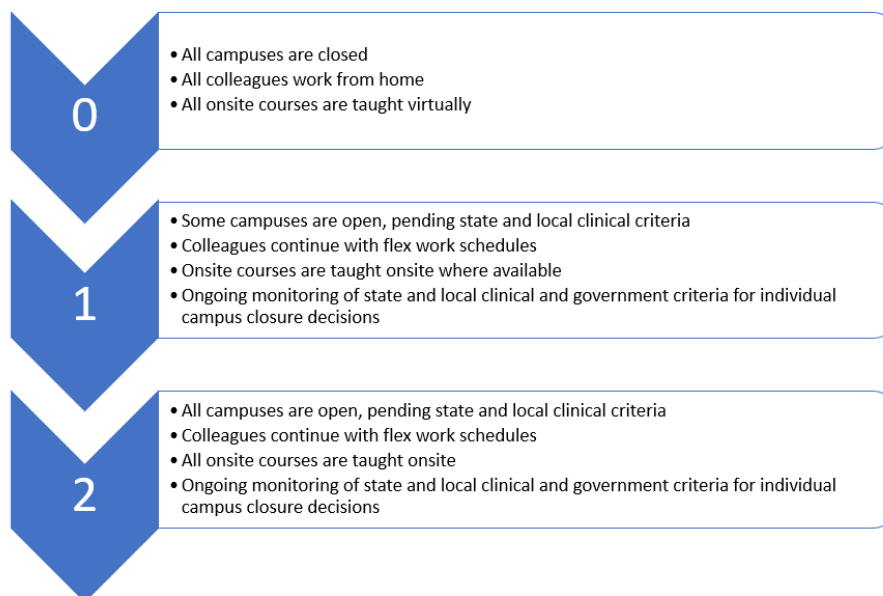 0
• All campuses are closed
• All colleagues work from home
• All onsite courses are taught virtually
1
• Some campuses are open, pending state and local clinical criteria
• Colleagues continue with flex work schedules
• Onsite courses are taught onsite where available
• Ongoing monitoring of state and local clinical and government criteria for individual
campus closure decisions
2
• All campuses are open, pending state and local clinical criteria
• Colleagues continue with flex work schedules
• All onsite courses are taught onsite
• Ongoing monitoring of state and local clinical and government criteria for individual
campus closure decisions